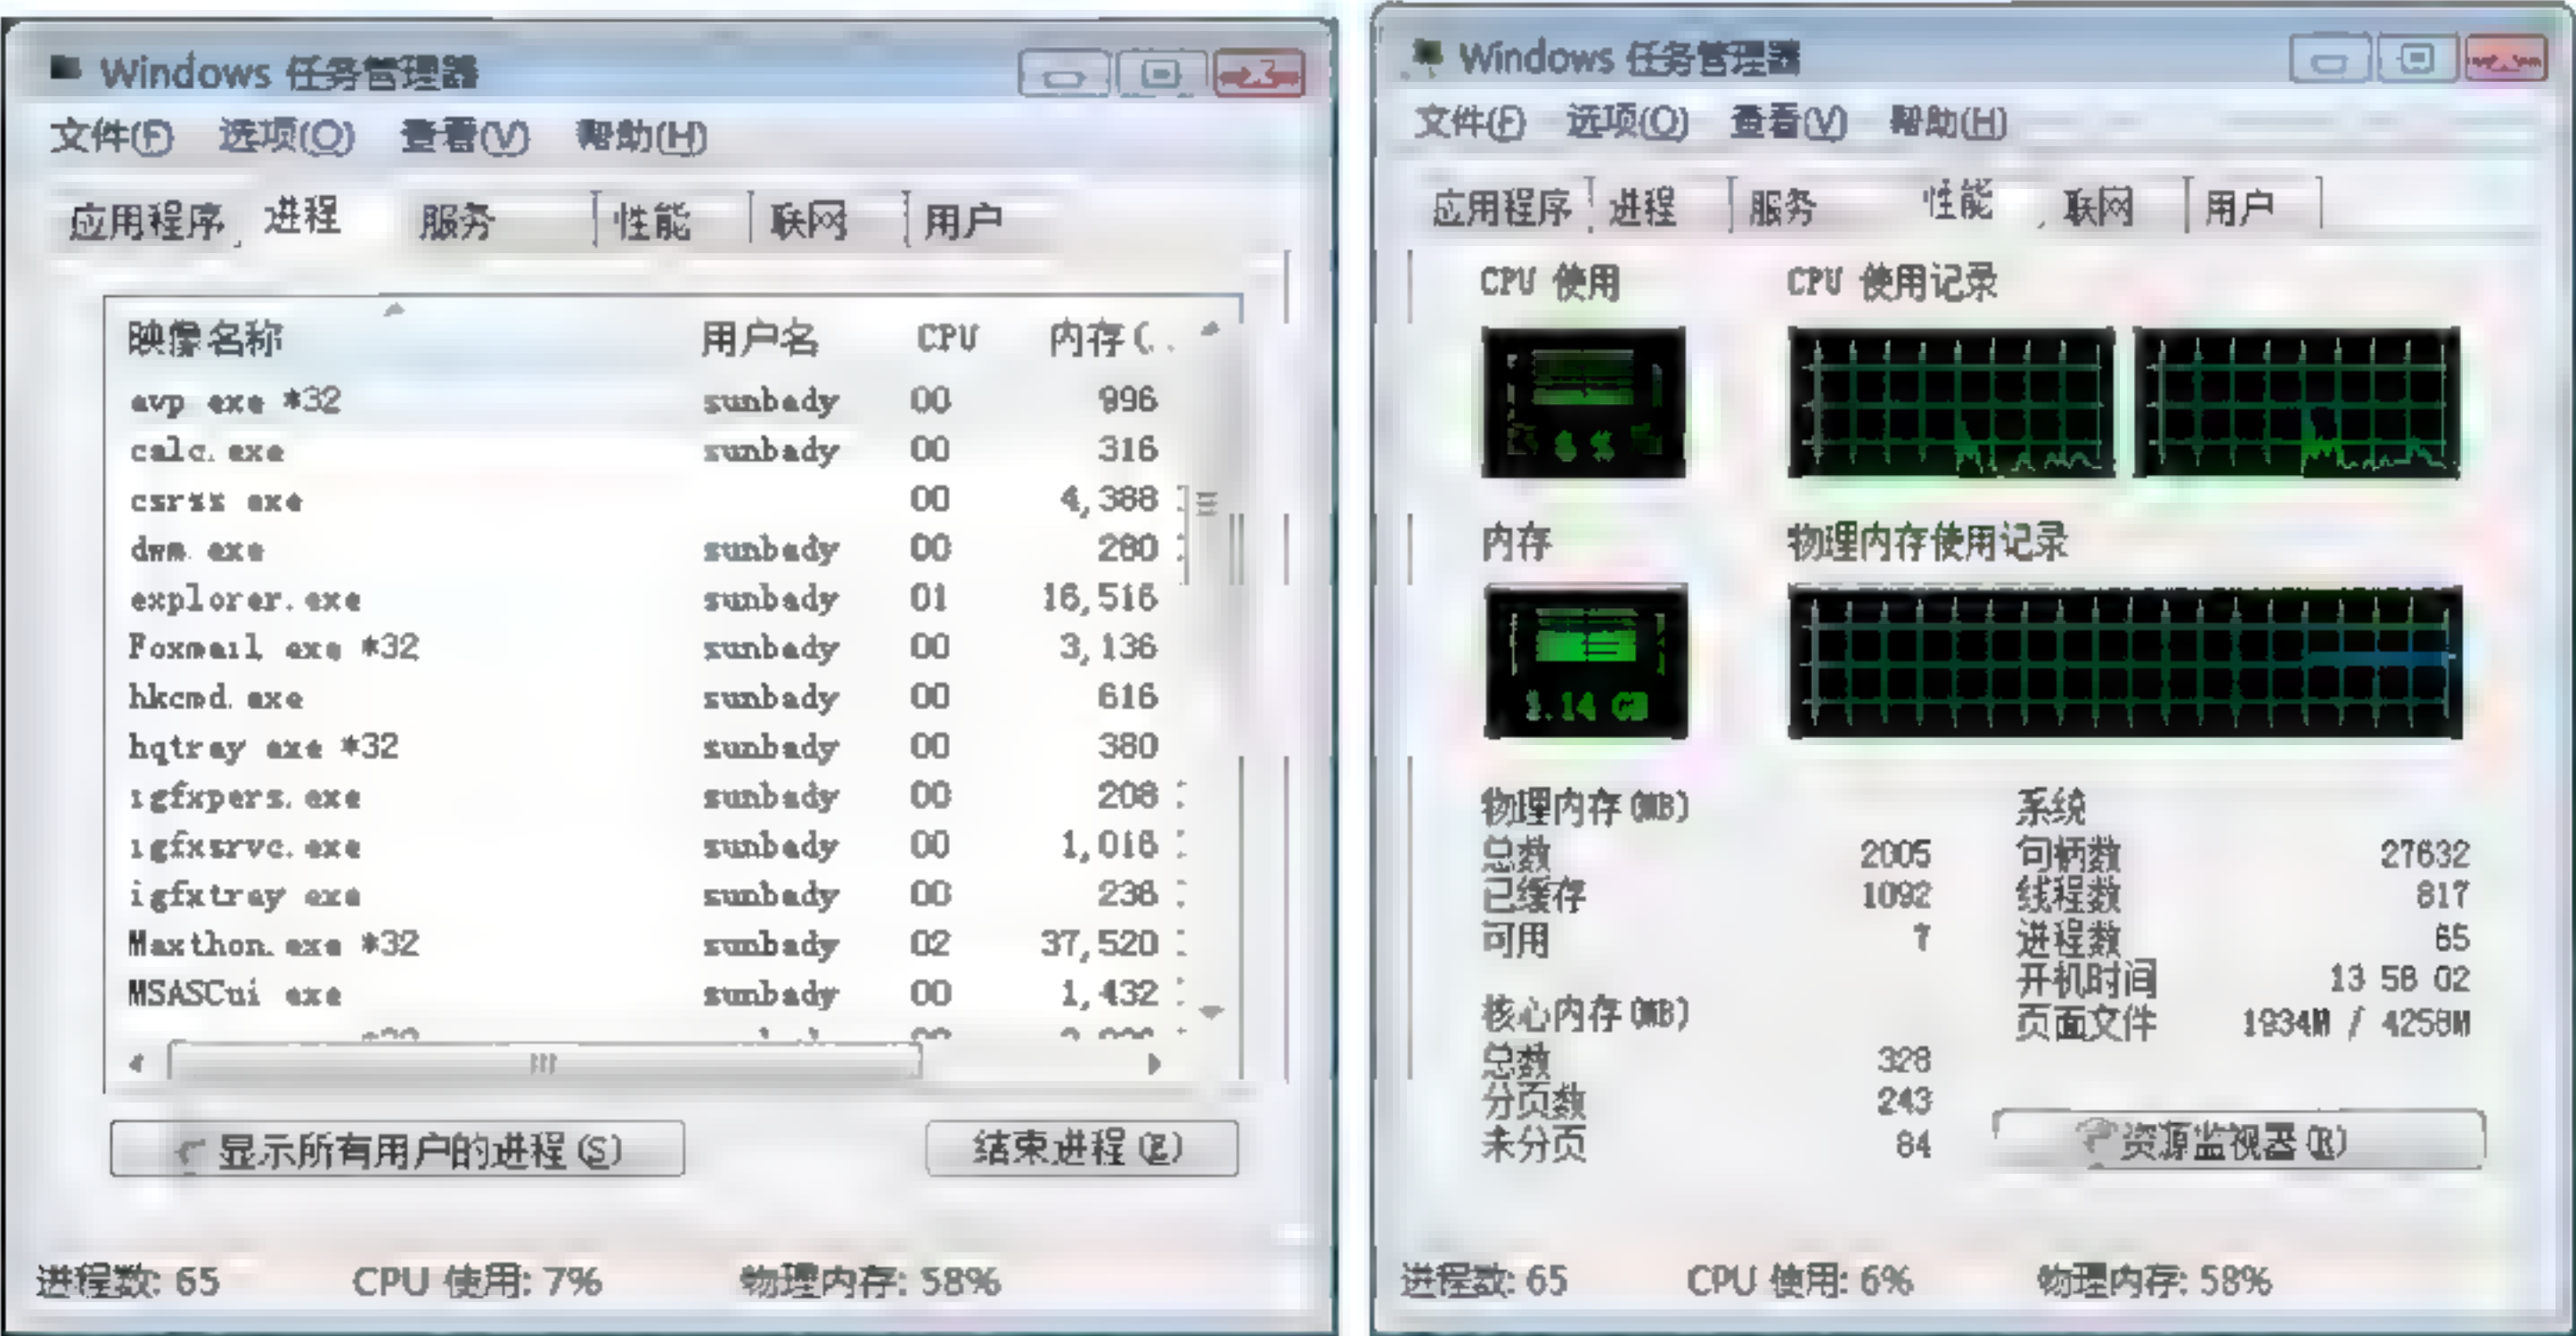 Windows 任务管理器
文件(F) 选项(O) 查看(V) 帮助(H)
应用程序 进程 服务 性能 联网 用户
映像名称 用户名 CPU 内存(..
avp.exe *32 sunbady 00 996
calc.exe sunbady 00 316
csrss.exe 00 4,388
dwm.exe sunbady 00 280
explorer.exe sunbady 01 16,516
Foxmail.exe *32 sunbady 00 3,136
hkcmd.exe sunbady 00 616
hqtray.exe *32 sunbady 00 380
igfxpers.exe sunbady 00 208
igfxsrvc.exe sunbady 00 1,016
igfxtray.exe sunbady 00 236
Maxthon.exe *32 sunbady 02 37,520
MSASCui.exe sunbady 00 1,432
显示所有用户的进程(S) 结束进程(E)
进程数: 65 CPU 使用: 7% 物理内存: 58%
Windows 任务管理器
文件(F) 选项(O) 查看(V) 帮助(H)
应用程序 进程 服务 性能 联网 用户
CPU 使用 CPU 使用记录
6 %
内存 物理内存使用记录
1.14 GB
物理内存(MB)
总数 2005
已缓存 1092
可用 7
核心内存(MB)
总数 328
分页数 243
未分页 84
系统
句柄数 27632
线程数 817
进程数 65
开机时间 13:58:02
页面文件 1934M / 4258M
资源监视器(R)
进程数: 65 CPU 使用: 6% 物理内存: 58%